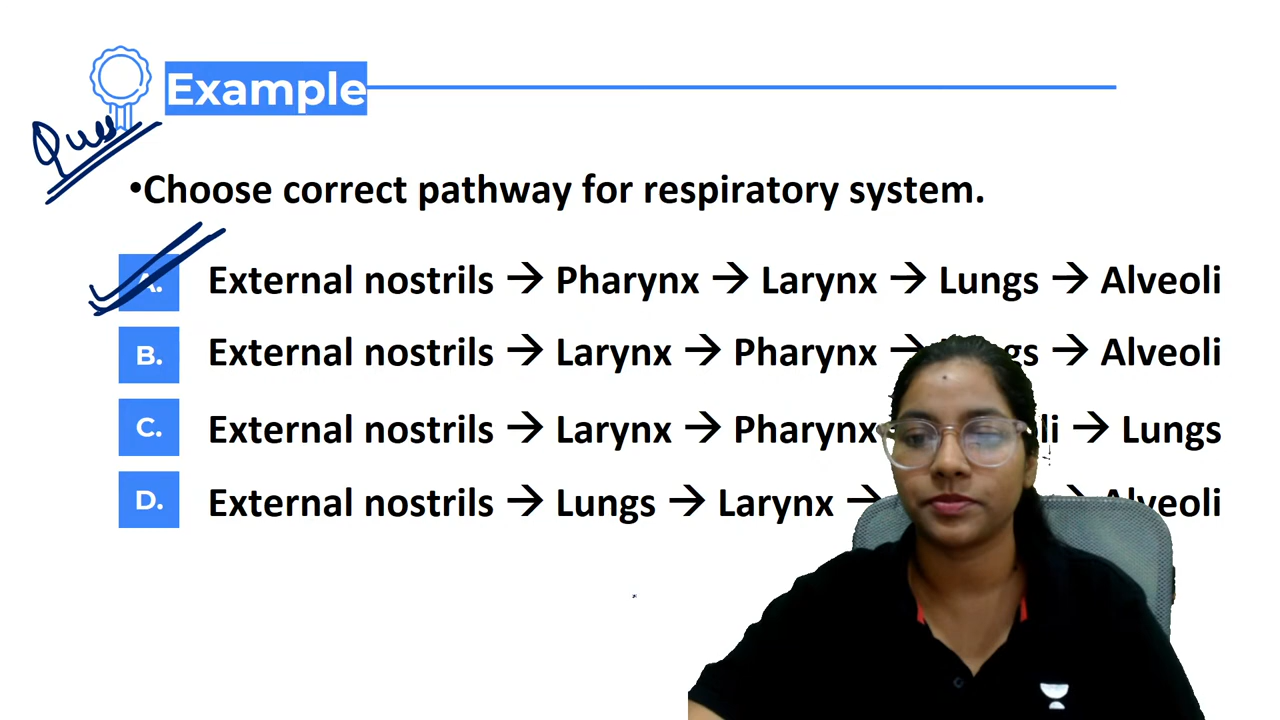 Example
Ques
•Choose correct pathway for respiratory system.
A. External nostrils → Pharynx → Larynx → Lungs → Alveoli
B. External nostrils → Larynx → Pharynx → → Alveoli
C. External nostrils → Larynx → Pharynx → Lungs
D. External nostrils → Lungs → Larynx →